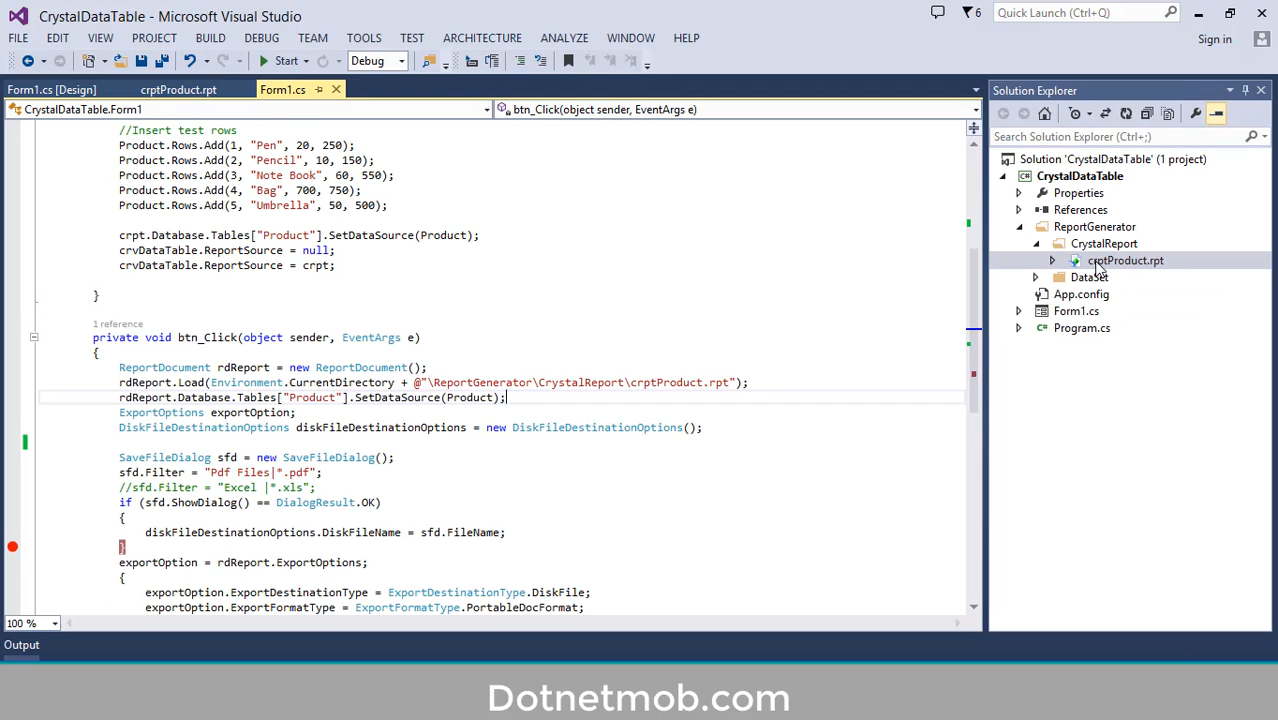 CrystalDataTable - Microsoft Visual Studio
6
Quick Launch (Ctrl+Q)
FILE EDIT VIEW PROJECT BUILD DEBUG TEAM TOOLS TEST ARCHITECTURE ANALYZE WINDOW HELP
Sign in
Start Debug
Form1.cs [Design] crptProduct.rpt Form1.cs
CrystalDataTable.Form1 btn_Click(object sender, EventArgs e)
//Insert test rows
Product.Rows.Add(1, "Pen", 20, 250);
Product.Rows.Add(2, "Pencil", 10, 150);
Product.Rows.Add(3, "Note Book", 60, 550);
Product.Rows.Add(4, "Bag", 700, 750);
Product.Rows.Add(5, "Umbrella", 50, 500);
crpt.Database.Tables["Product"].SetDataSource(Product);
crvDataTable.ReportSource = null;
crvDataTable.ReportSource = crpt;
}
1 reference
private void btn_Click(object sender, EventArgs e)
{
ReportDocument rdReport = new ReportDocument();
rdReport.Load(Environment.CurrentDirectory + @"\ReportGenerator\CrystalReport\crptProduct.rpt");
rdReport.Database.Tables["Product"].SetDataSource(Product);
ExportOptions exportOption;
DiskFileDestinationOptions diskFileDestinationOptions = new DiskFileDestinationOptions();
SaveFileDialog sfd = new SaveFileDialog();
sfd.Filter = "Pdf Files|*.pdf";
//sfd.Filter = "Excel |*.xls";
if (sfd.ShowDialog() == DialogResult.OK)
{
diskFileDestinationOptions.DiskFileName = sfd.FileName;
}
exportOption = rdReport.ExportOptions;
{
exportOption.ExportDestinationType = ExportDestinationType.DiskFile;
exportOption.ExportFormatType = ExportFormatType.PortableDocFormat;
100 %
Output
Solution Explorer
Search Solution Explorer (Ctrl+;)
Solution 'CrystalDataTable' (1 project)
C# CrystalDataTable
Properties
References
ReportGenerator
CrystalReport
crptProduct.rpt
DataSet
App.config
C# Form1.cs
C# Program.cs
Dotnetmob.com